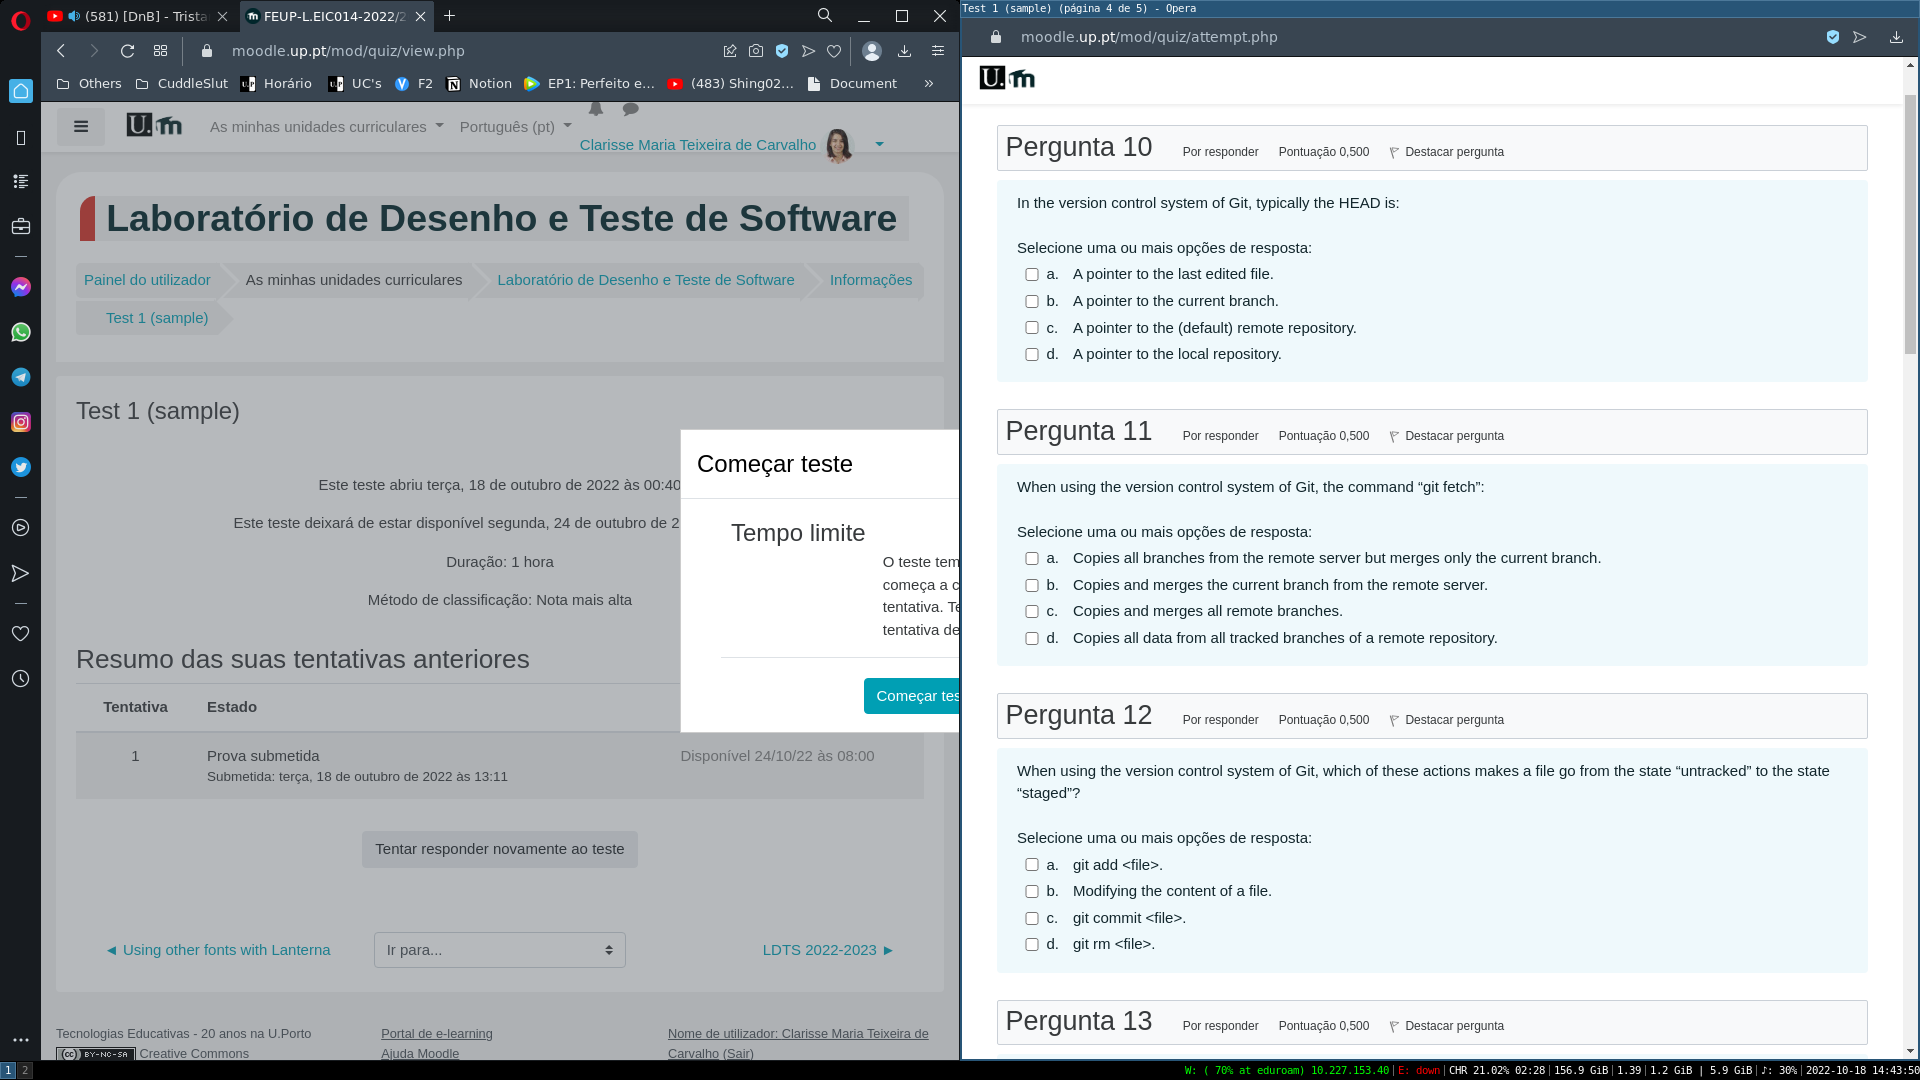 (581) [DnB] - Trista
FEUP-L.EIC014-2022/2
moodle.up.pt/mod/quiz/view.php
Others
CuddleSlut
Horário
UC's
F2
Notion
EP1: Perfeito e…
(483) Shing02…
Document
As minhas unidades curriculares
Português (pt)
Clarisse Maria Teixeira de Carvalho
Laboratório de Desenho e Teste de Software
Painel do utilizador
As minhas unidades curriculares
Laboratório de Desenho e Teste de Software
Informações
Test 1 (sample)
Test 1 (sample)
Este teste abriu terça, 18 de outubro de 2022 às 00:40
Este teste deixará de estar disponível segunda, 24 de outubro de 2
Duração: 1 hora
Método de classificação: Nota mais alta
Resumo das suas tentativas anteriores
Tentativa Estado
1 Prova submetida Disponível 24/10/22 às 08:00
Submetida: terça, 18 de outubro de 2022 às 13:11
Tentar responder novamente ao teste
◄ Using other fonts with Lanterna
Ir para...
LDTS 2022-2023 ►
Tecnologias Educativas - 20 anos na U.Porto
BY-NC-SA Creative Commons
Portal de e-learning
Ajuda Moodle
Nome de utilizador: Clarisse Maria Teixeira de
Carvalho (Sair)
Começar teste
Tempo limite
O teste tem
começa a c
tentativa. Te
tentativa de
Começar tes
Test 1 (sample) (página 4 de 5) - Opera
moodle.up.pt/mod/quiz/attempt.php
U.m
Pergunta 10 Por responder Pontuação 0,500 Destacar pergunta
In the version control system of Git, typically the HEAD is:
Selecione uma ou mais opções de resposta:
a. A pointer to the last edited file.
b. A pointer to the current branch.
c. A pointer to the (default) remote repository.
d. A pointer to the local repository.
Pergunta 11 Por responder Pontuação 0,500 Destacar pergunta
When using the version control system of Git, the command “git fetch”:
Selecione uma ou mais opções de resposta:
a. Copies all branches from the remote server but merges only the current branch.
b. Copies and merges the current branch from the remote server.
c. Copies and merges all remote branches.
d. Copies all data from all tracked branches of a remote repository.
Pergunta 12 Por responder Pontuação 0,500 Destacar pergunta
When using the version control system of Git, which of these actions makes a file go from the state “untracked” to the state
“staged”?
Selecione uma ou mais opções de resposta:
a. git add <file>.
b. Modifying the content of a file.
c. git commit <file>.
d. git rm <file>.
Pergunta 13 Por responder Pontuação 0,500 Destacar pergunta
1 2
W: ( 70% at eduroam) 10.227.153.40|E: down|CHR 21.02% 02:28|156.9 GiB|1.39|1.2 GiB | 5.9 GiB|♪: 30%|2022-10-18 14:43:50